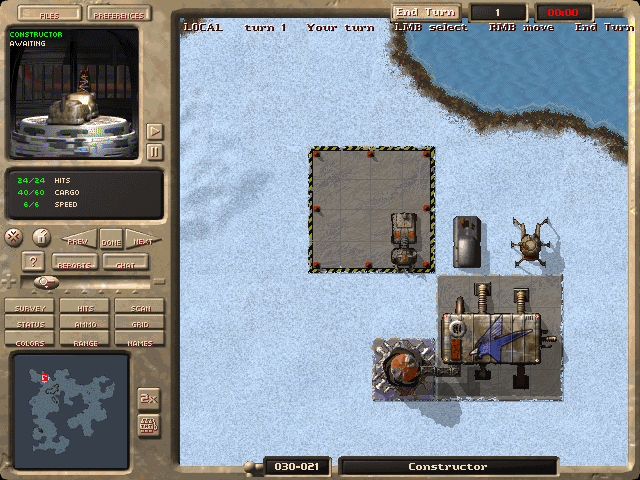 FILES PREFERENCES End Turn 1 00:00
LOCAL turn 1 Your turn LMB select RMB move End Turn
CONSTRUCTOR
AWAITING
24/24 HITS
40/60 CARGO
6/6 SPEED
PREV DONE NEXT
? REPORTS CHAT
SURVEY HITS SCAN
STATUS AMMO GRID
COLORS RANGE NAMES
2x
030-021 Constructor